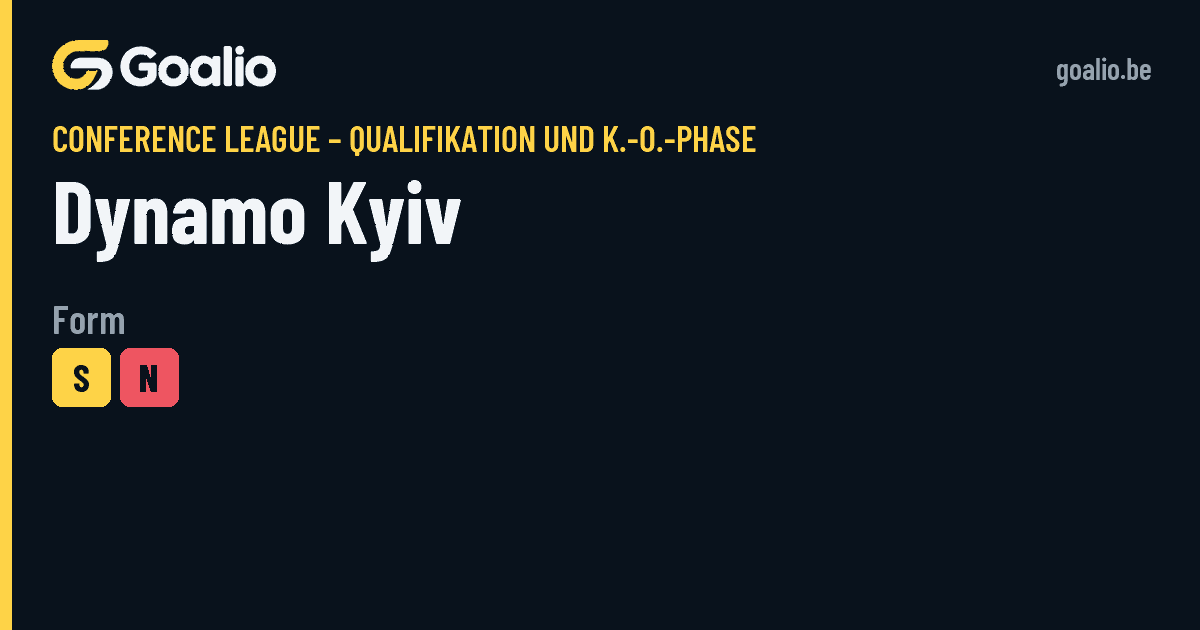 Goalio
goalio.be
CONFERENCE LEAGUE – QUALIFIKATION UND K.-O.-PHASE
Dynamo Kyiv
Form
S N